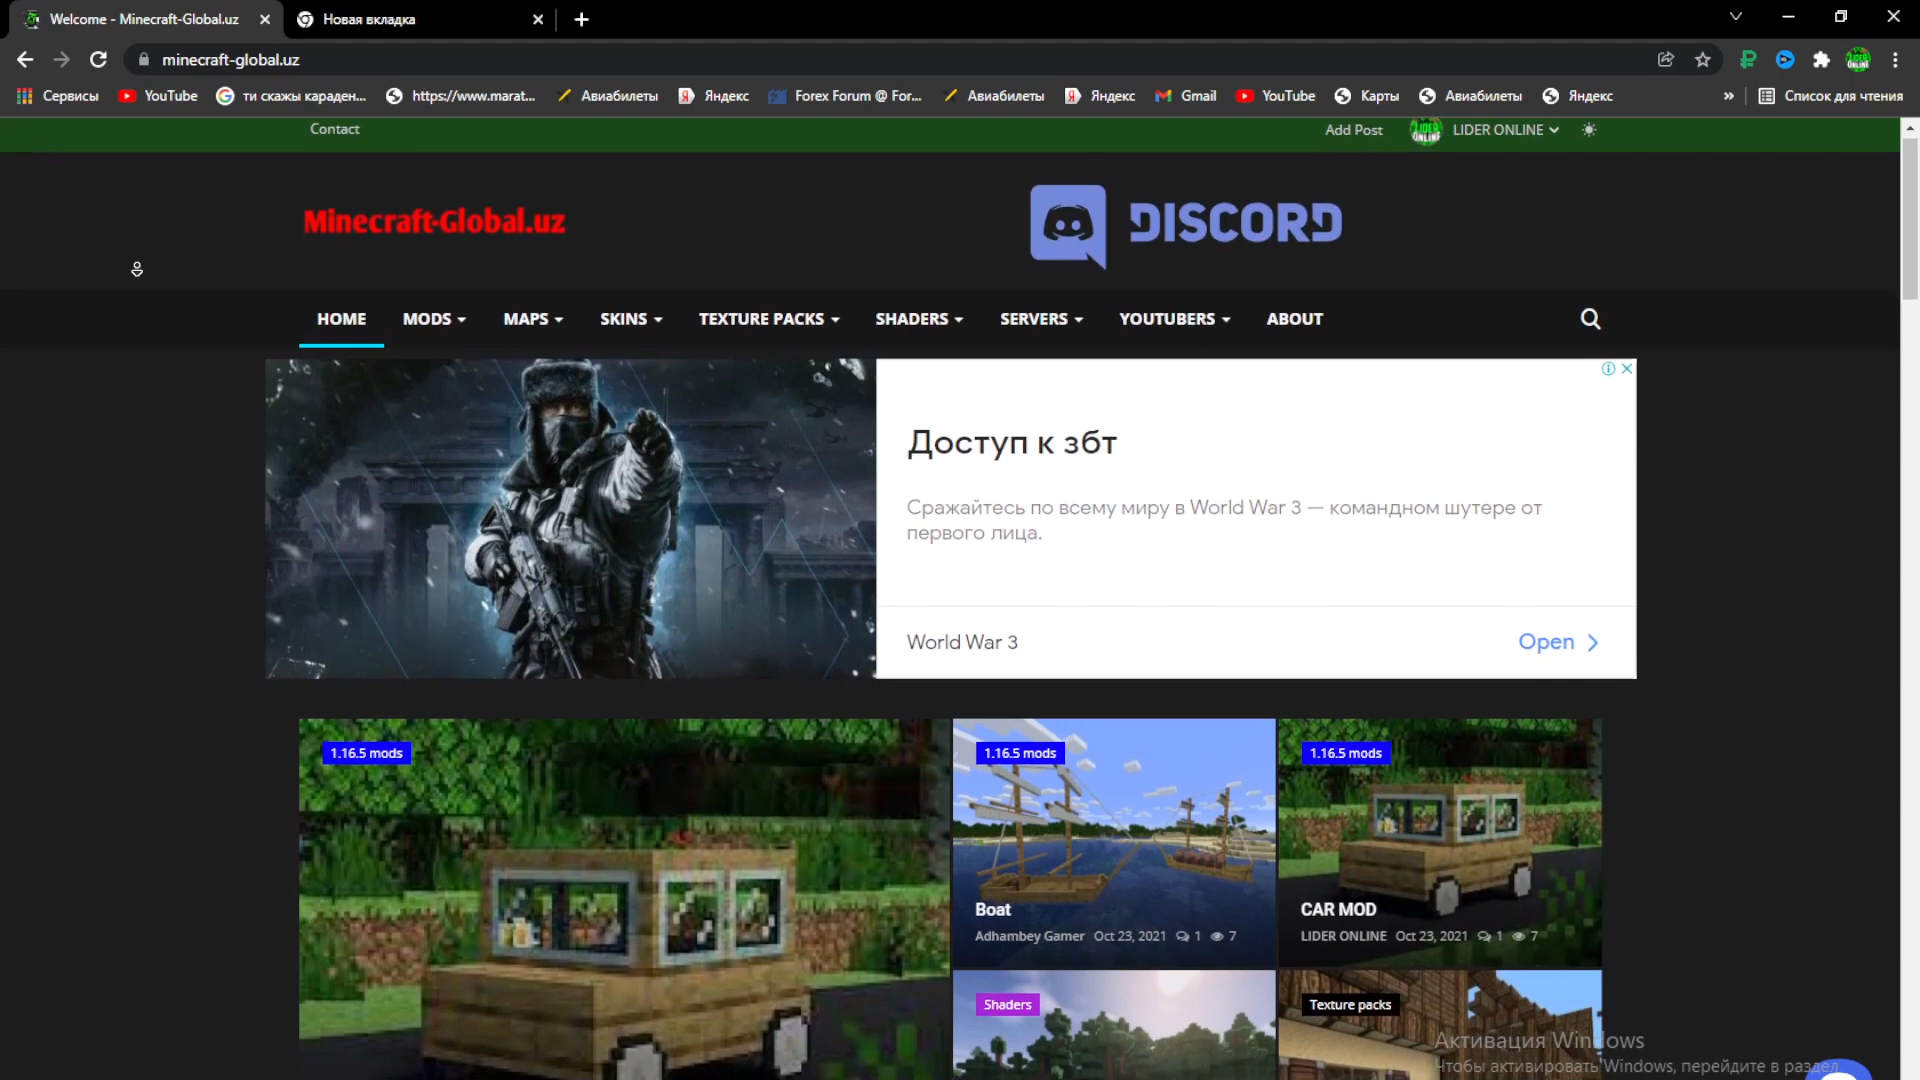 Welcome - Minecraft-Global.uz
Новая вкладка
minecraft-global.uz
Сервисы
YouTube
ти скажы караден...
https://www.marat...
Авиабилеты
Яндекс
Forex Forum @ For...
Авиабилеты
Яндекс
Gmail
YouTube
Карты
Авиабилеты
Яндекс
»
Список для чтения
Contact
Add Post
LIDER ONLINE
Minecraft-Global.uz
DISCORD
HOME
MODS
MAPS
SKINS
TEXTURE PACKS
SHADERS
SERVERS
YOUTUBERS
ABOUT
Доступ к збт
Сражайтесь по всему миру в World War 3 — командном шутере от
первого лица.
World War 3
Open
1.16.5 mods
1.16.5 mods
Boat
Adhambey Gamer Oct 23, 2021 1 7
1.16.5 mods
CAR MOD
LIDER ONLINE Oct 23, 2021 1 7
Shaders
Texture packs
Активация Windows
Чтобы активировать Windows, перейдите в раздел